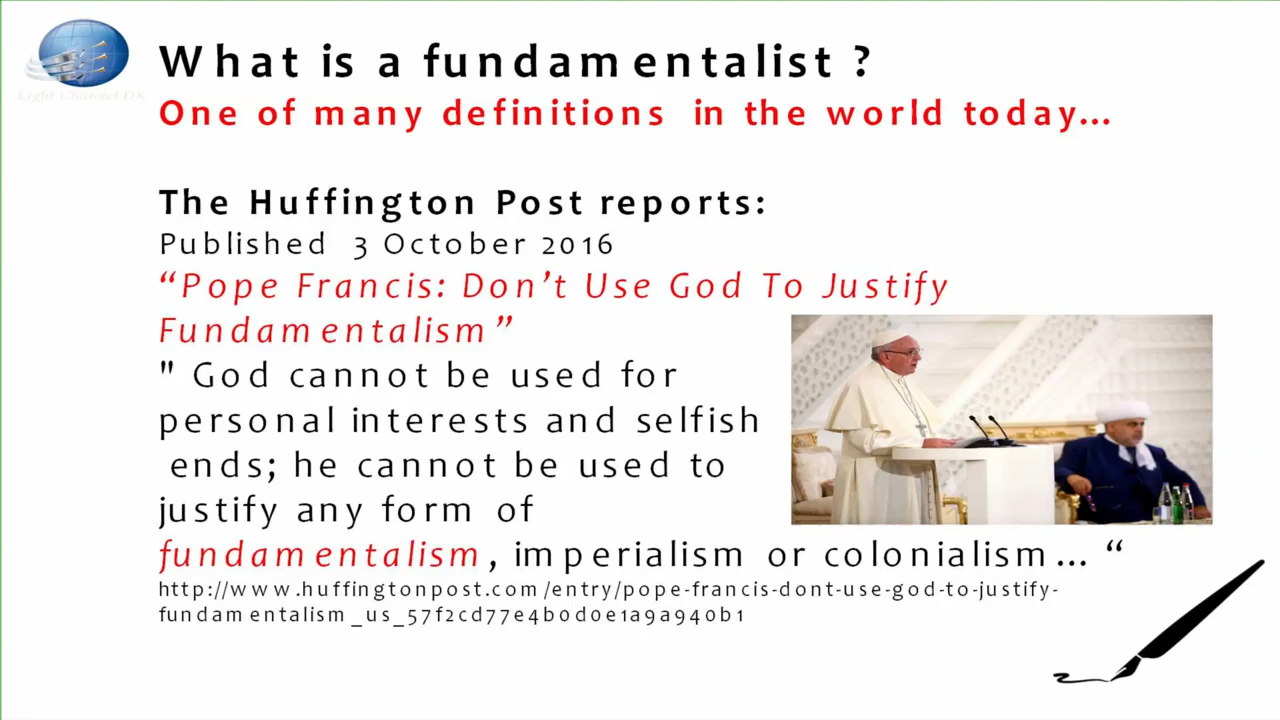 Light Channel DK
What is a fundamentalist ?
One of many definitions in the world today...
The Huffington Post reports:
Published 3 October 2016
“Pope Francis: Don’t Use God To Justify
Fundamentalism”
" God cannot be used for
personal interests and selfish
ends; he cannot be used to
justify any form of
fundamentalism, imperialism or colonialism... “
http://www.huffingtonpost.com/entry/pope-francis-dont-use-god-to-justify-
fundamentalism_us_57f2cd77e4b0d0e1a9a940b1